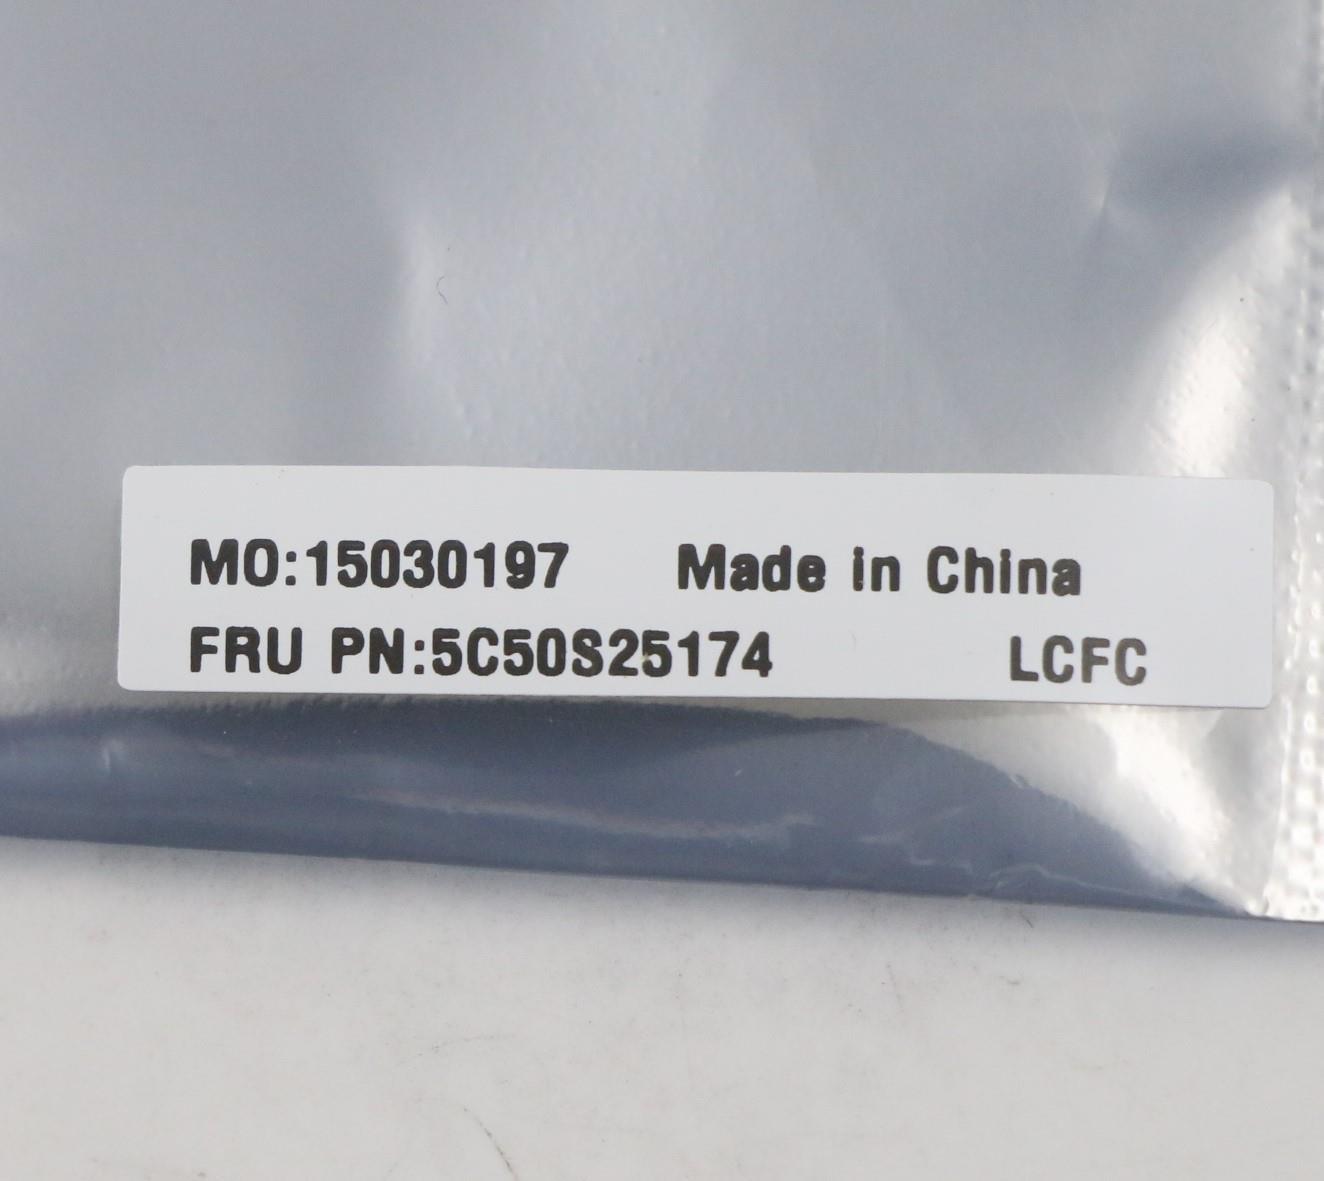 MO:15030197 Made in China
FRU PN:5C50S25174 LCFC